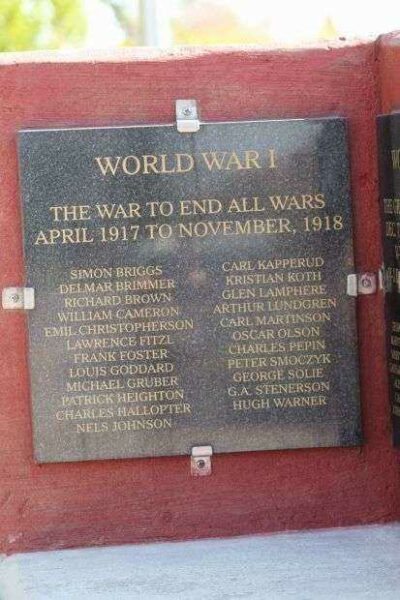 WORLD WAR I
THE WAR TO END ALL WARS
APRIL 1917 TO NOVEMBER, 1918
SIMON BRIGGS
DELMAR BRIMMER
RICHARD BROWN
WILLIAM CAMERON
EMIL CHRISTOPHERSON
LAWRENCE FITZL
FRANK FOSTER
LOUIS GODDARD
MICHAEL GRUBER
PATRICK HEIGHTON
CHARLES HALLOPTER
NELS JOHNSON
CARL KAPPERUD
KRISTIAN KOTH
GLEN LAMPHERE
ARTHUR LUNDGREN
CARL MARTINSON
OSCAR OLSON
CHARLES PEPIN
PETER SMOCZYK
GEORGE SOLIE
G.A. STENERSON
HUGH WARNER